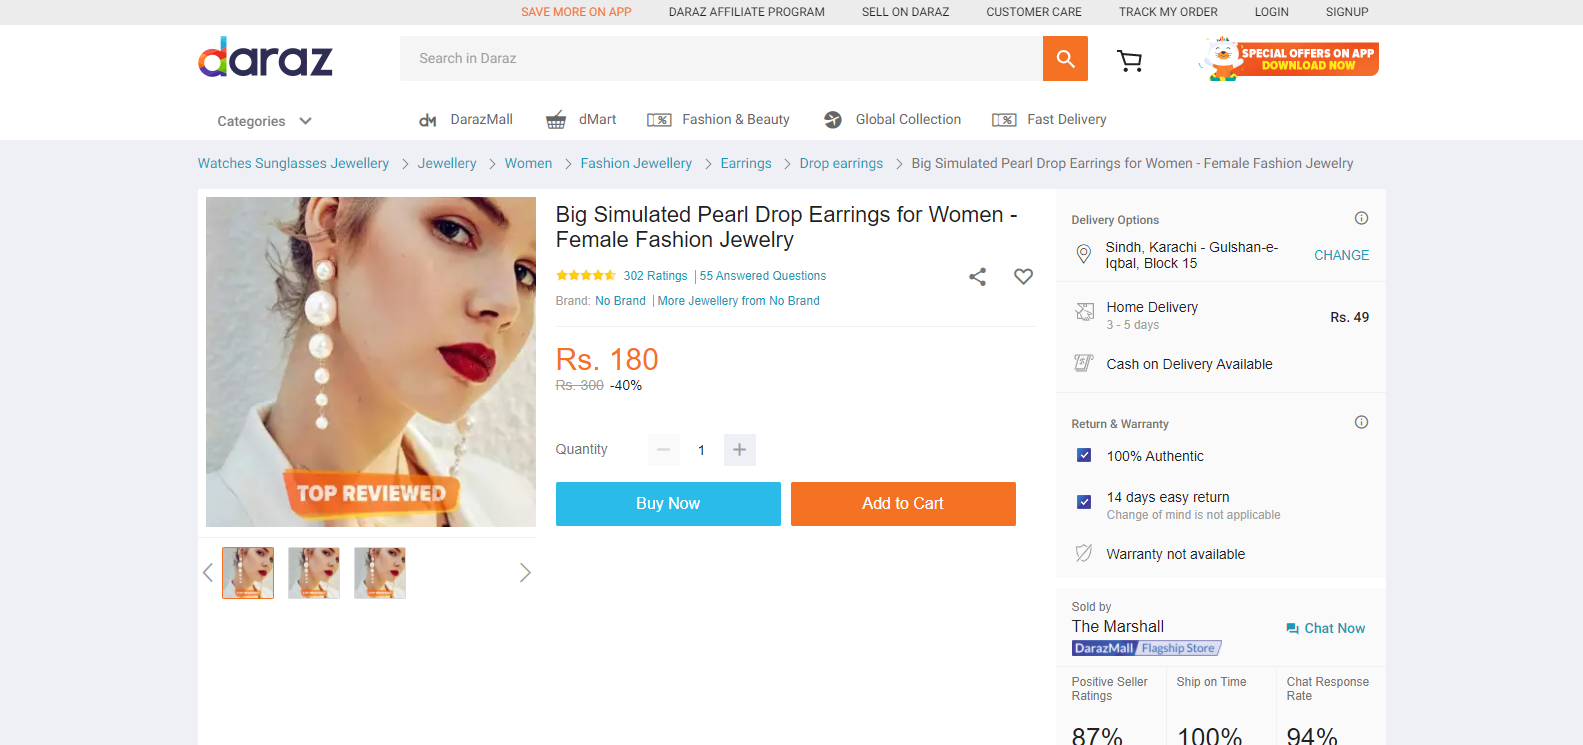 SAVE MORE ON APP DARAZ AFFILIATE PROGRAM SELL ON DARAZ CUSTOMER CARE TRACK MY ORDER LOGIN SIGNUP
daraz
Search in Daraz
SPECIAL OFFERS ON APP
DOWNLOAD NOW
Categories DarazMall dMart Fashion & Beauty Global Collection Fast Delivery
Watches Sunglasses Jewellery Jewellery Women Fashion Jewellery Earrings Drop earrings Big Simulated Pearl Drop Earrings for Women - Female Fashion Jewelry
TOP REVIEWED
Big Simulated Pearl Drop Earrings for Women -
Female Fashion Jewelry
302 Ratings | 55 Answered Questions
Brand: No Brand | More Jewellery from No Brand
Rs. 180
Rs. 300 -40%
Quantity − 1 +
Buy Now Add to Cart
Delivery Options
Sindh, Karachi - Gulshan-e-
Iqbal, Block 15
CHANGE
Home Delivery
3 - 5 days
Rs. 49
Cash on Delivery Available
Return & Warranty
100% Authentic
14 days easy return
Change of mind is not applicable
Warranty not available
Sold by
The Marshall
DarazMall Flagship Store
Chat Now
Positive Seller
Ratings
87%
Ship on Time
100%
Chat Response
Rate
94%